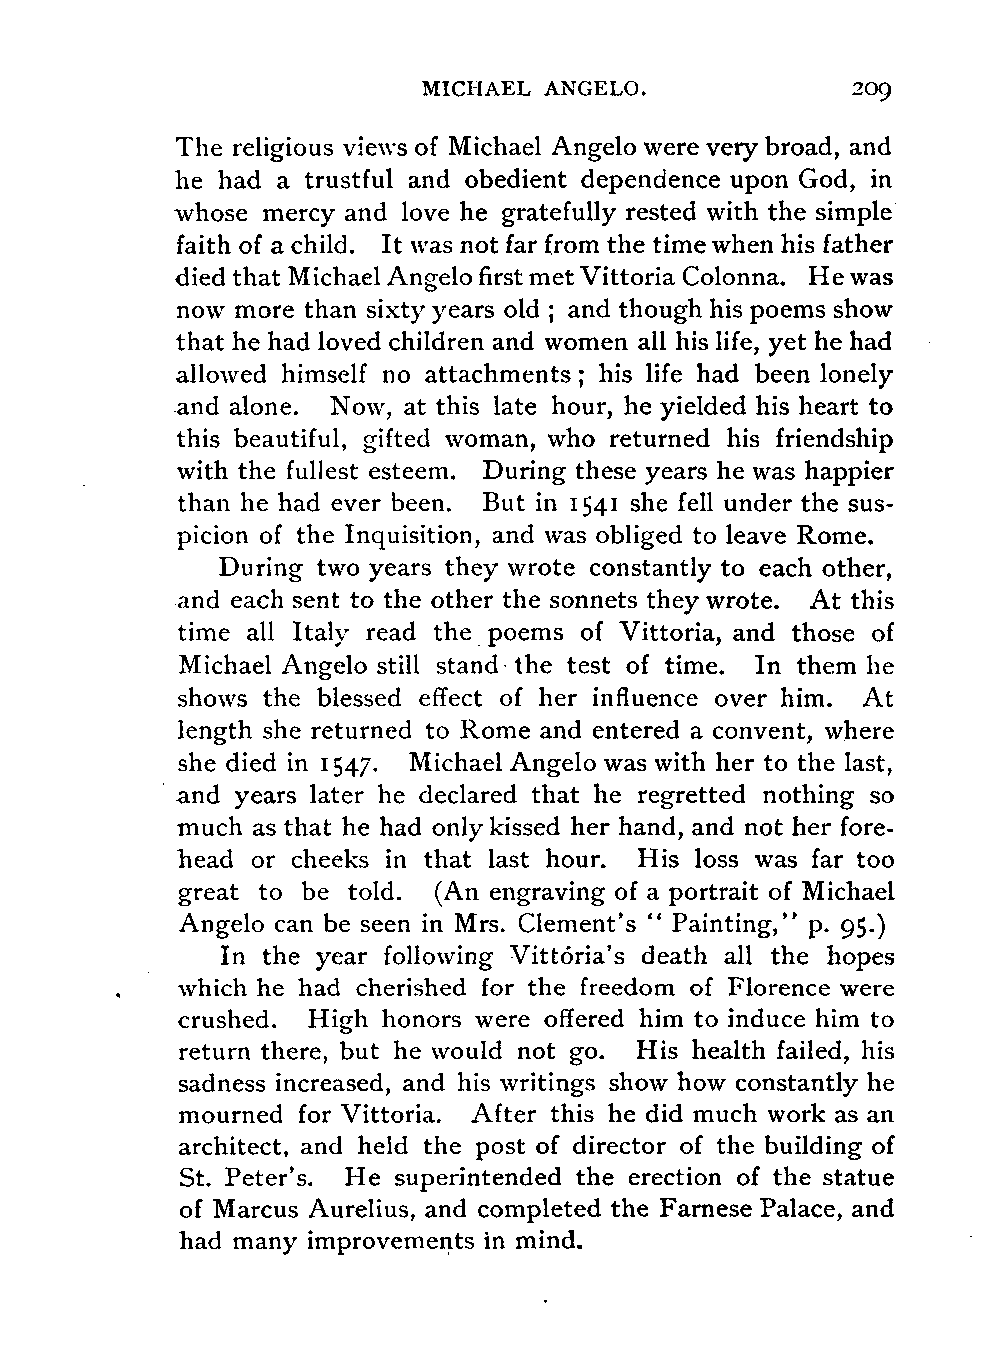 MICHAEL ANGELO. 209
The religious views of Michael Angelo were very broad, and
he had a trustful and obedient dependence upon God, in
whose mercy and love he gratefully rested with the simple
faith of a child. It was not far from the time when his father
died that Michael Angelo first met Vittoria Colonna. He was
now more than sixty years old ; and though his poems show
that he had loved children and women all his life, yet he had
allowed himself no attachments ; his life had been lonely
and alone. Now, at this late hour, he yielded his heart to
this beautiful, gifted woman, who returned his friendship
with the fullest esteem. During these years he was happier
than he had ever been. But in 1541 she fell under the sus-
picion of the Inquisition, and was obliged to leave Rome.
During two years they wrote constantly to each other,
and each sent to the other the sonnets they wrote. At this
time all Italy read the poems of Vittoria, and those of
Michael Angelo still stand the test of time. In them he
shows the blessed effect of her influence over him. At
length she returned to Rome and entered a convent, where
she died in 1547. Michael Angelo was with her to the last,
and years later he declared that he regretted nothing so
much as that he had only kissed her hand, and not her fore-
head or cheeks in that last hour. His loss was far too
great to be told. (An engraving of a portrait of Michael
Angelo can be seen in Mrs. Clement's " Painting," p. 95.)
In the year following Vittória's death all the hopes
which he had cherished for the freedom of Florence were
crushed. High honors were offered him to induce him to
return there, but he would not go. His health failed, his
sadness increased, and his writings show how constantly he
mourned for Vittoria. After this he did much work as an
architect, and held the post of director of the building of
St. Peter's. He superintended the erection of the statue
of Marcus Aurelius, and completed the Farnese Palace, and
had many improvements in mind.